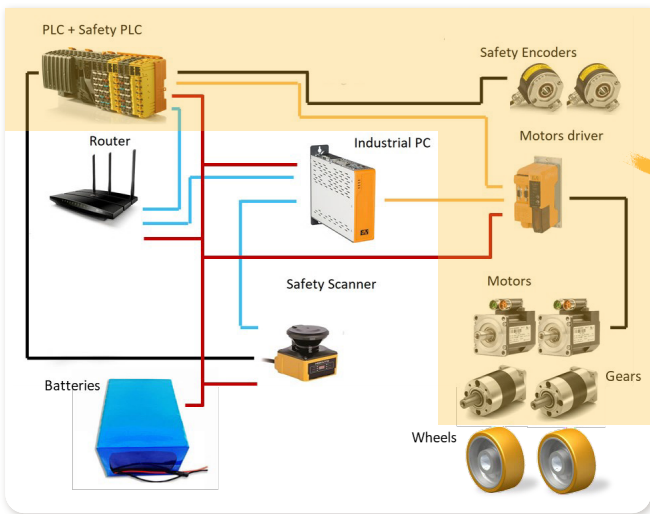 PLC + Safety PLC
Safety Encoders
Router
Industrial PC
Motors driver
Safety Scanner
Motors
Batteries
Gears
Wheels